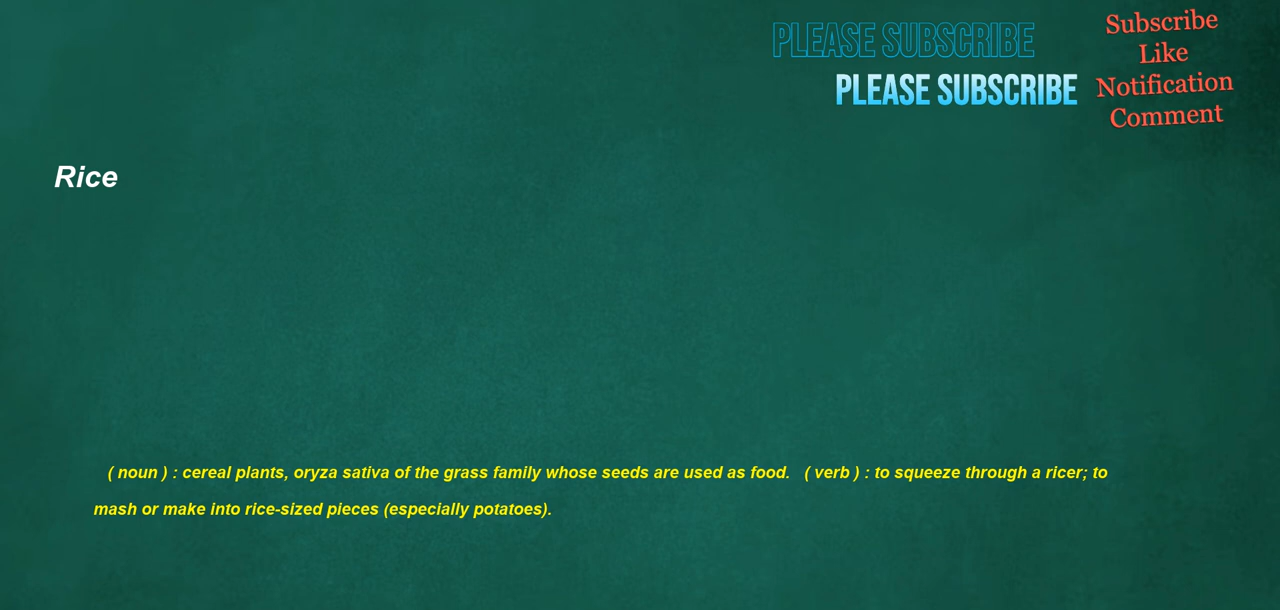 PLEASE SUBSCRIBE
PLEASE SUBSCRIBE
Subscribe
Like
Notification
Comment
Rice
( noun ) : cereal plants, oryza sativa of the grass family whose seeds are used as food. ( verb ) : to squeeze through a ricer; to
mash or make into rice-sized pieces (especially potatoes).